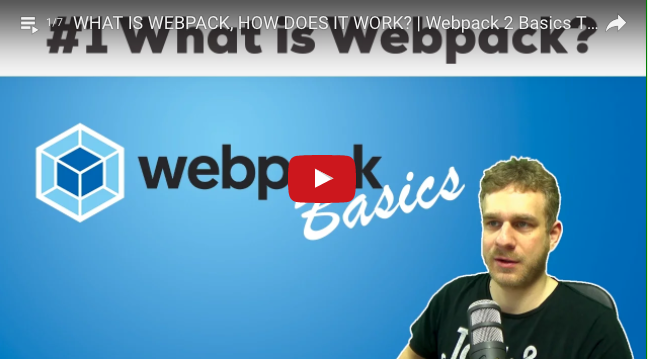 1/7 WHAT IS WEBPACK, HOW DOES IT WORK? | Webpack 2 Basics T...
#1 What is Webpack?
webpack
Basics